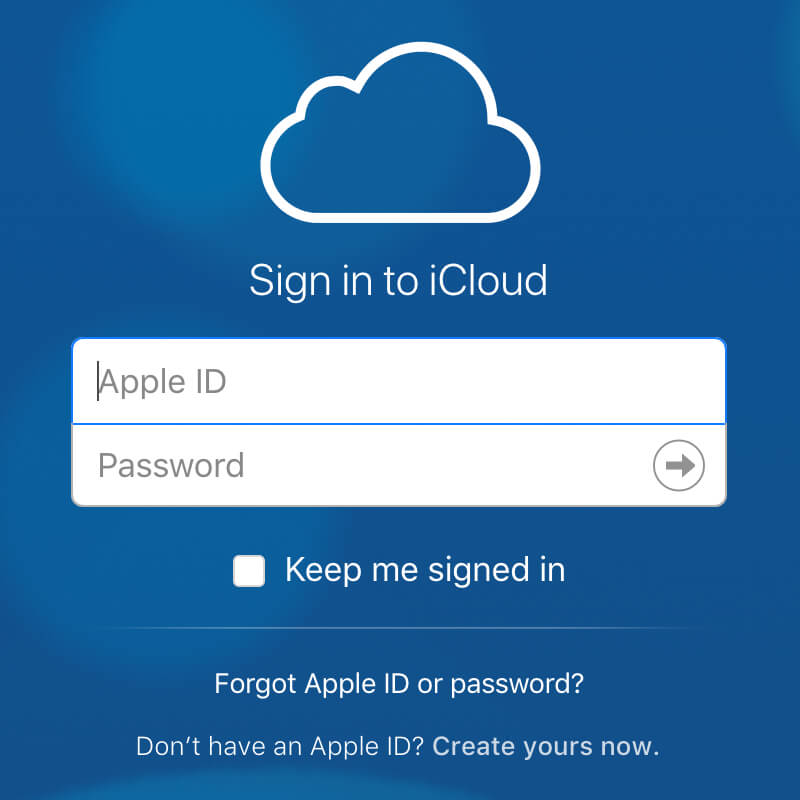 Sign in to iCloud
Apple ID
Password
Keep me signed in
Forgot Apple ID or password?
Don’t have an Apple ID? Create yours now.